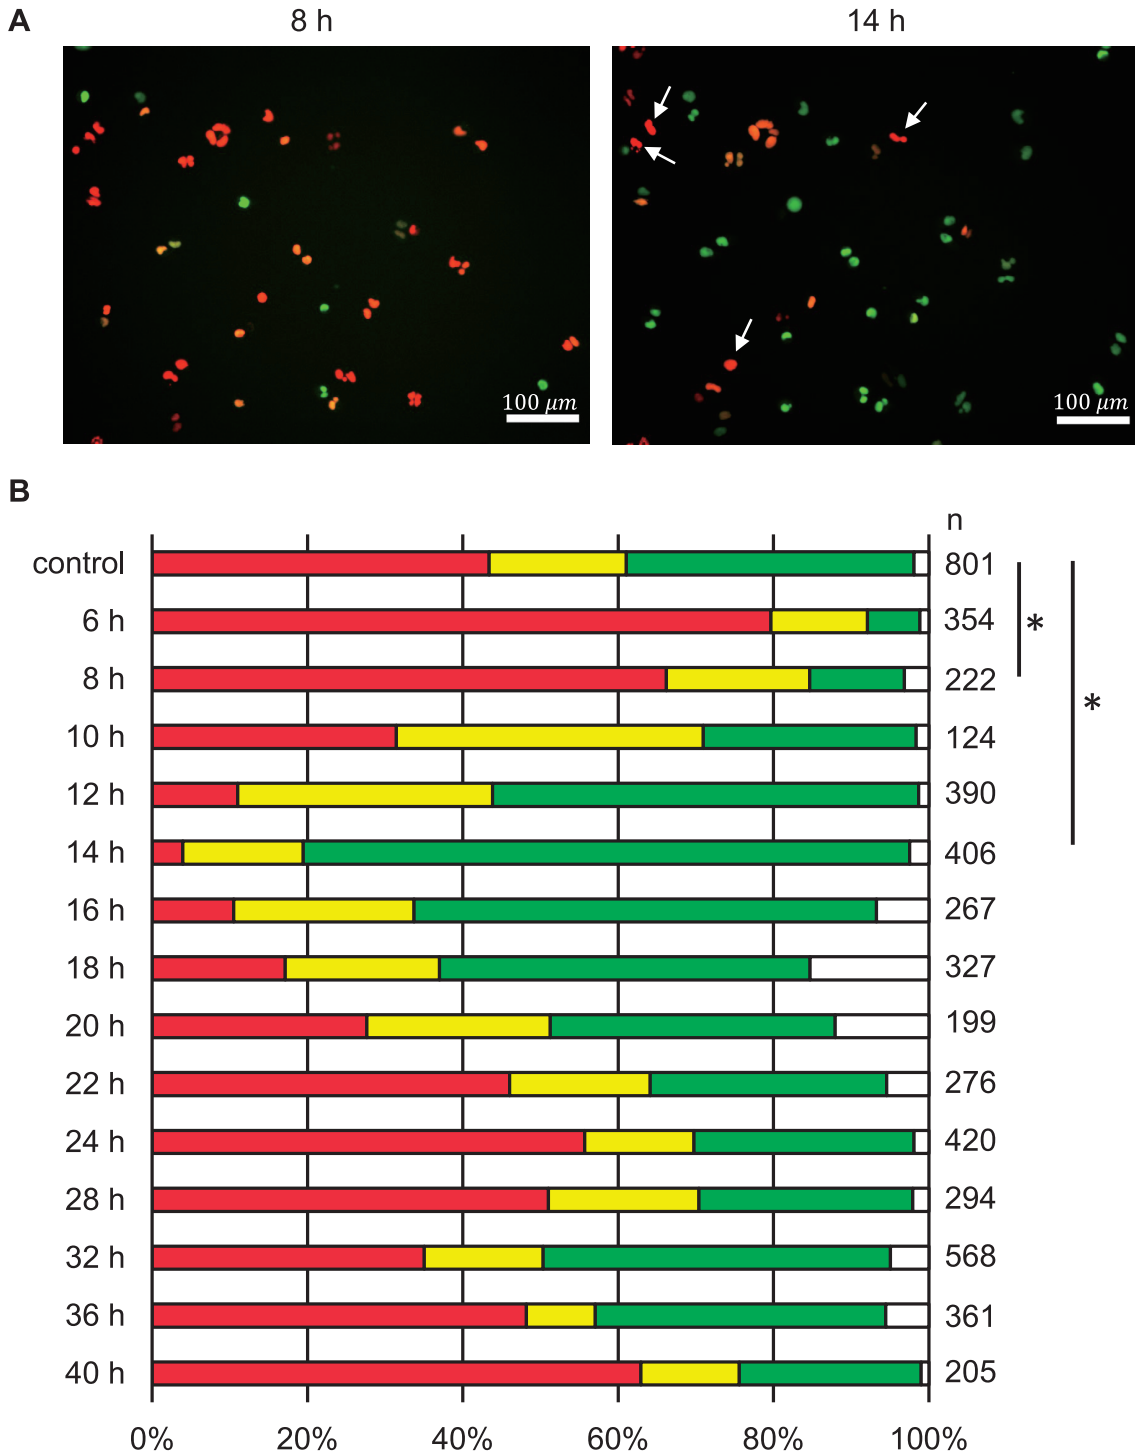 A
8 h
14 h
100 μm
100 μm
B
n
control
801
6 h
354
*
8 h
222
*
10 h
124
12 h
390
14 h
406
16 h
267
18 h
327
20 h
199
22 h
276
24 h
420
28 h
294
32 h
568
36 h
361
40 h
205
0%
20%
40%
60%
80%
100%